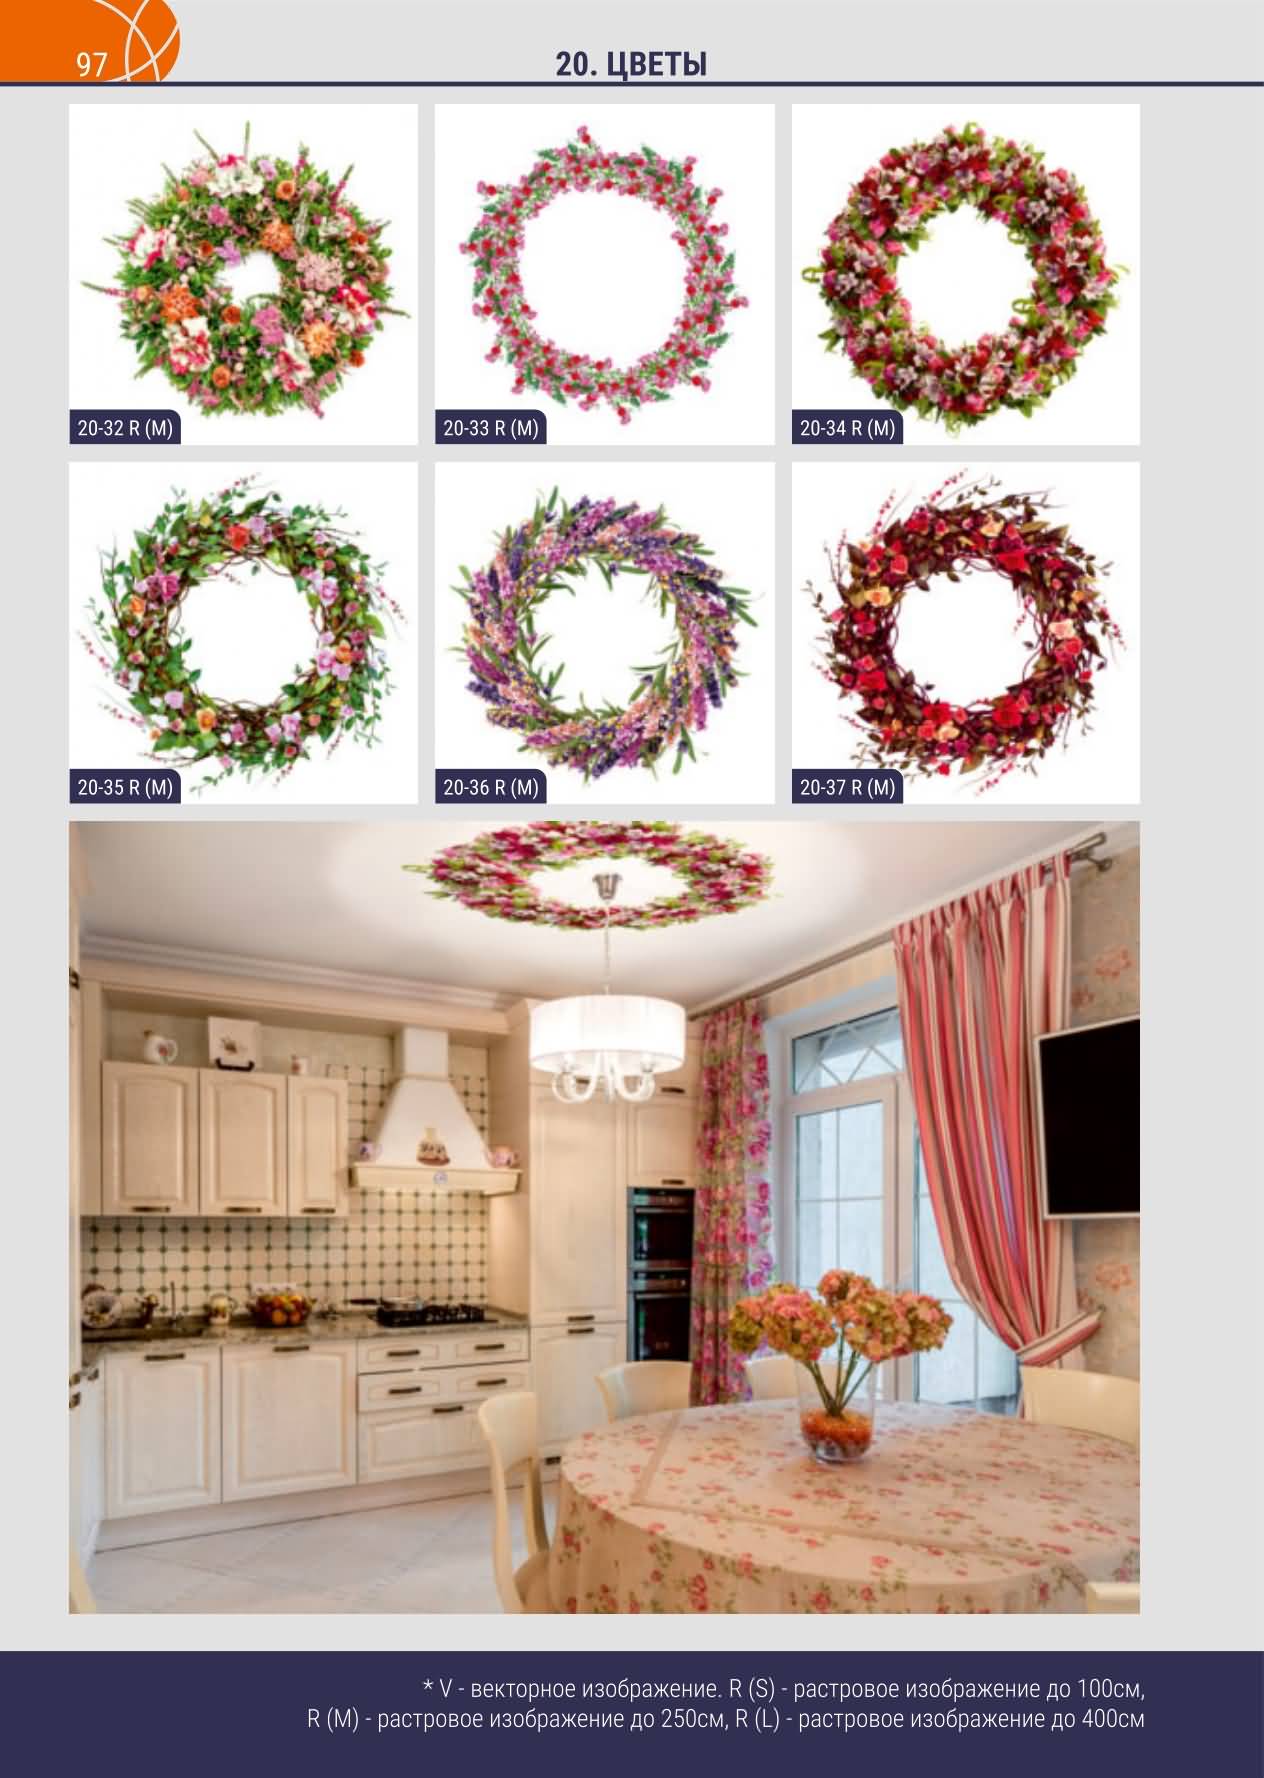 97
20. ЦВЕТЫ
20-32 R (M)
20-33 R (M)
20-34 R (M)
20-35 R (M)
20-36 R (M)
20-37 R (M)
* V - векторное изображение. R (S) - растровое изображение до 100см,
R (M) - растровое изображение до 250см, R (L) - растровое изображение до 400см